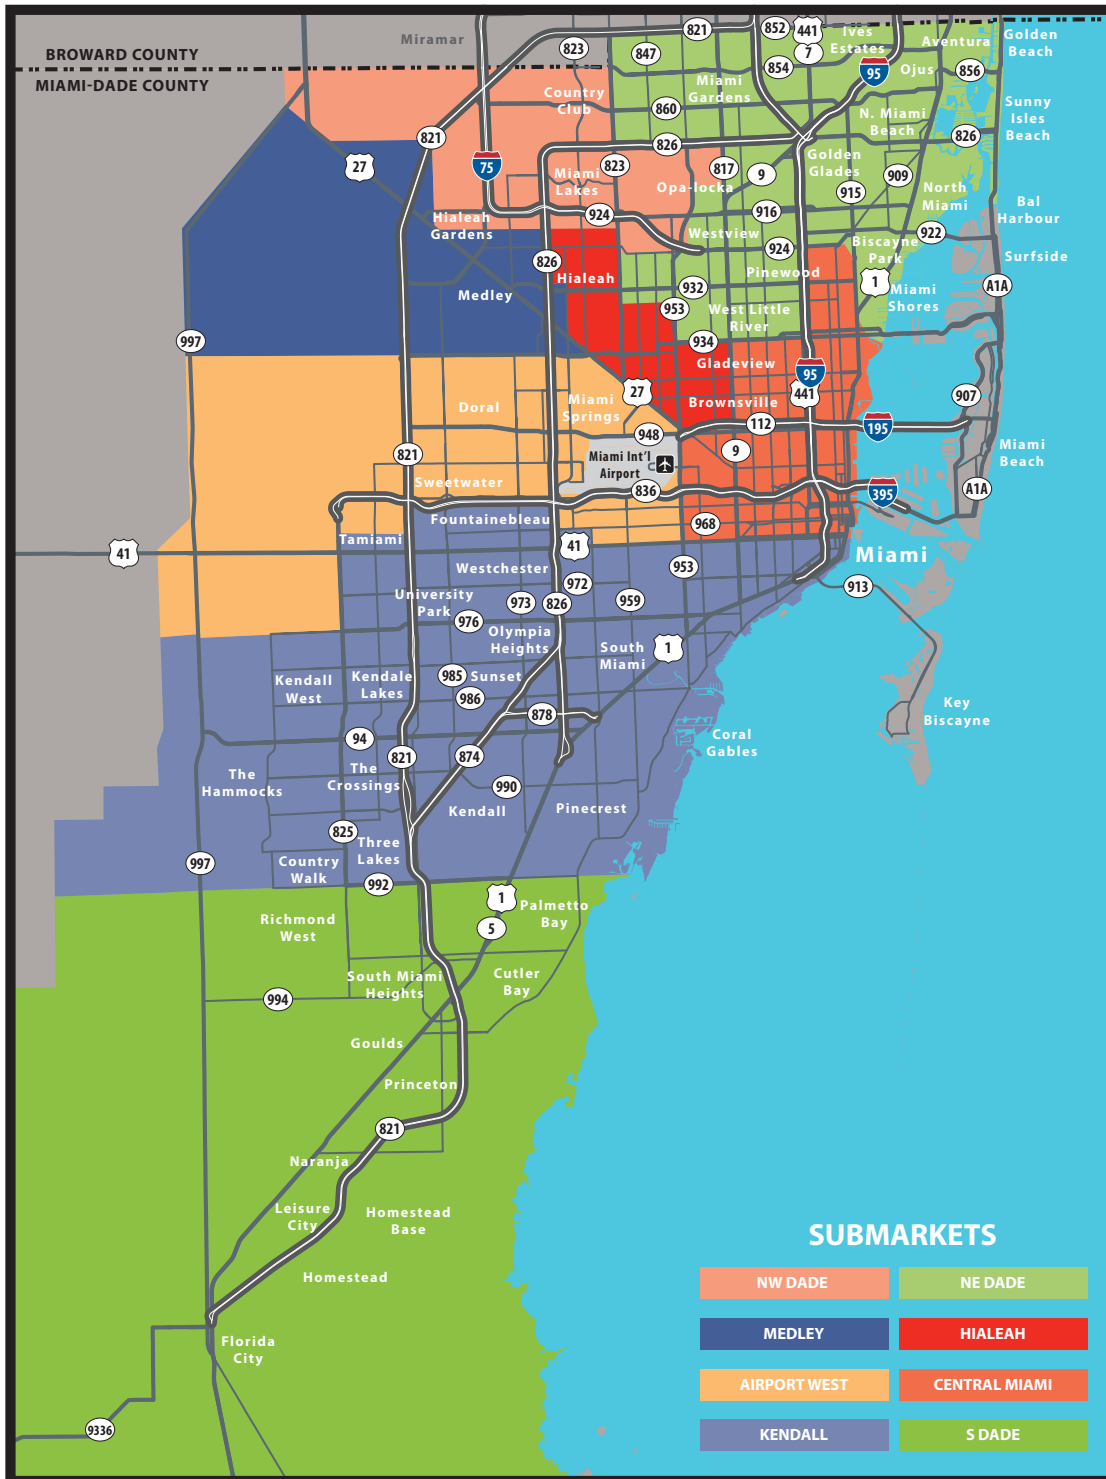 BROWARD COUNTY
MIAMI-DADE COUNTY
Miramar
821
823
847
852
441
7
854
Ives
Estates
95
Aventura
Golden
Beach
Ojus
856
Miami
Gardens
860
Country
Club
Sunny
Isles
Beach
N. Miami
Beach
826
821
75
27
826
823
Miami
Lakes
817
9
Opa-locka
Golden
Glades
909
915
North
Miami
Bal
Harbour
924
916
Hialeah
Gardens
Westview
924
Biscayne
Park
922
Surfside
826
Hialeah
Pinewood
1
A1A
Medley
932
953
Miami
Shores
West Little
River
997
934
Gladeview
95
27
441
907
Doral
Miami
Springs
Brownsville
112
195
948
9
Miami
Beach
821
Miami Int'l
Airport
Sweetwater
836
395
A1A
Fountainebleau
968
Tamiami
41
41
Miami
Westchester
953
972
913
University
Park
973
826
959
976
Olympia
Heights
South
Miami
1
Kendall
West
Kendale
Lakes
985
Sunset
986
Key
Biscayne
878
94
Coral
Gables
821
874
The
Hammocks
The
Crossings
990
Kendall
Pinecrest
825
Three
Lakes
997
Country
Walk
992
1
Richmond
West
Palmetto
Bay
5
South Miami
Heights
Cutler
Bay
994
Goulds
Princeton
821
Naranja
Leisure
City
Homestead
Base
Homestead
Florida
City
9336
SUBMARKETS
NW DADE
NE DADE
MEDLEY
HIALEAH
AIRPORT WEST
CENTRAL MIAMI
KENDALL
S DADE